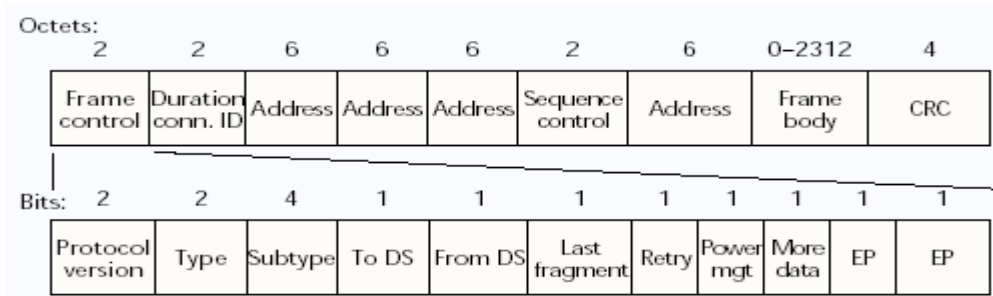 Octets:
2 2 6 6 6 2 6 0-2312 4
Frame control Duration conn. ID Address Address Address Sequence control Address Frame body CRC
Bits: 2 2 4 1 1 1 1 1 1 1 1
Protocol version Type Subtype To DS From DS Last fragment Retry Power mgt More data EP EP